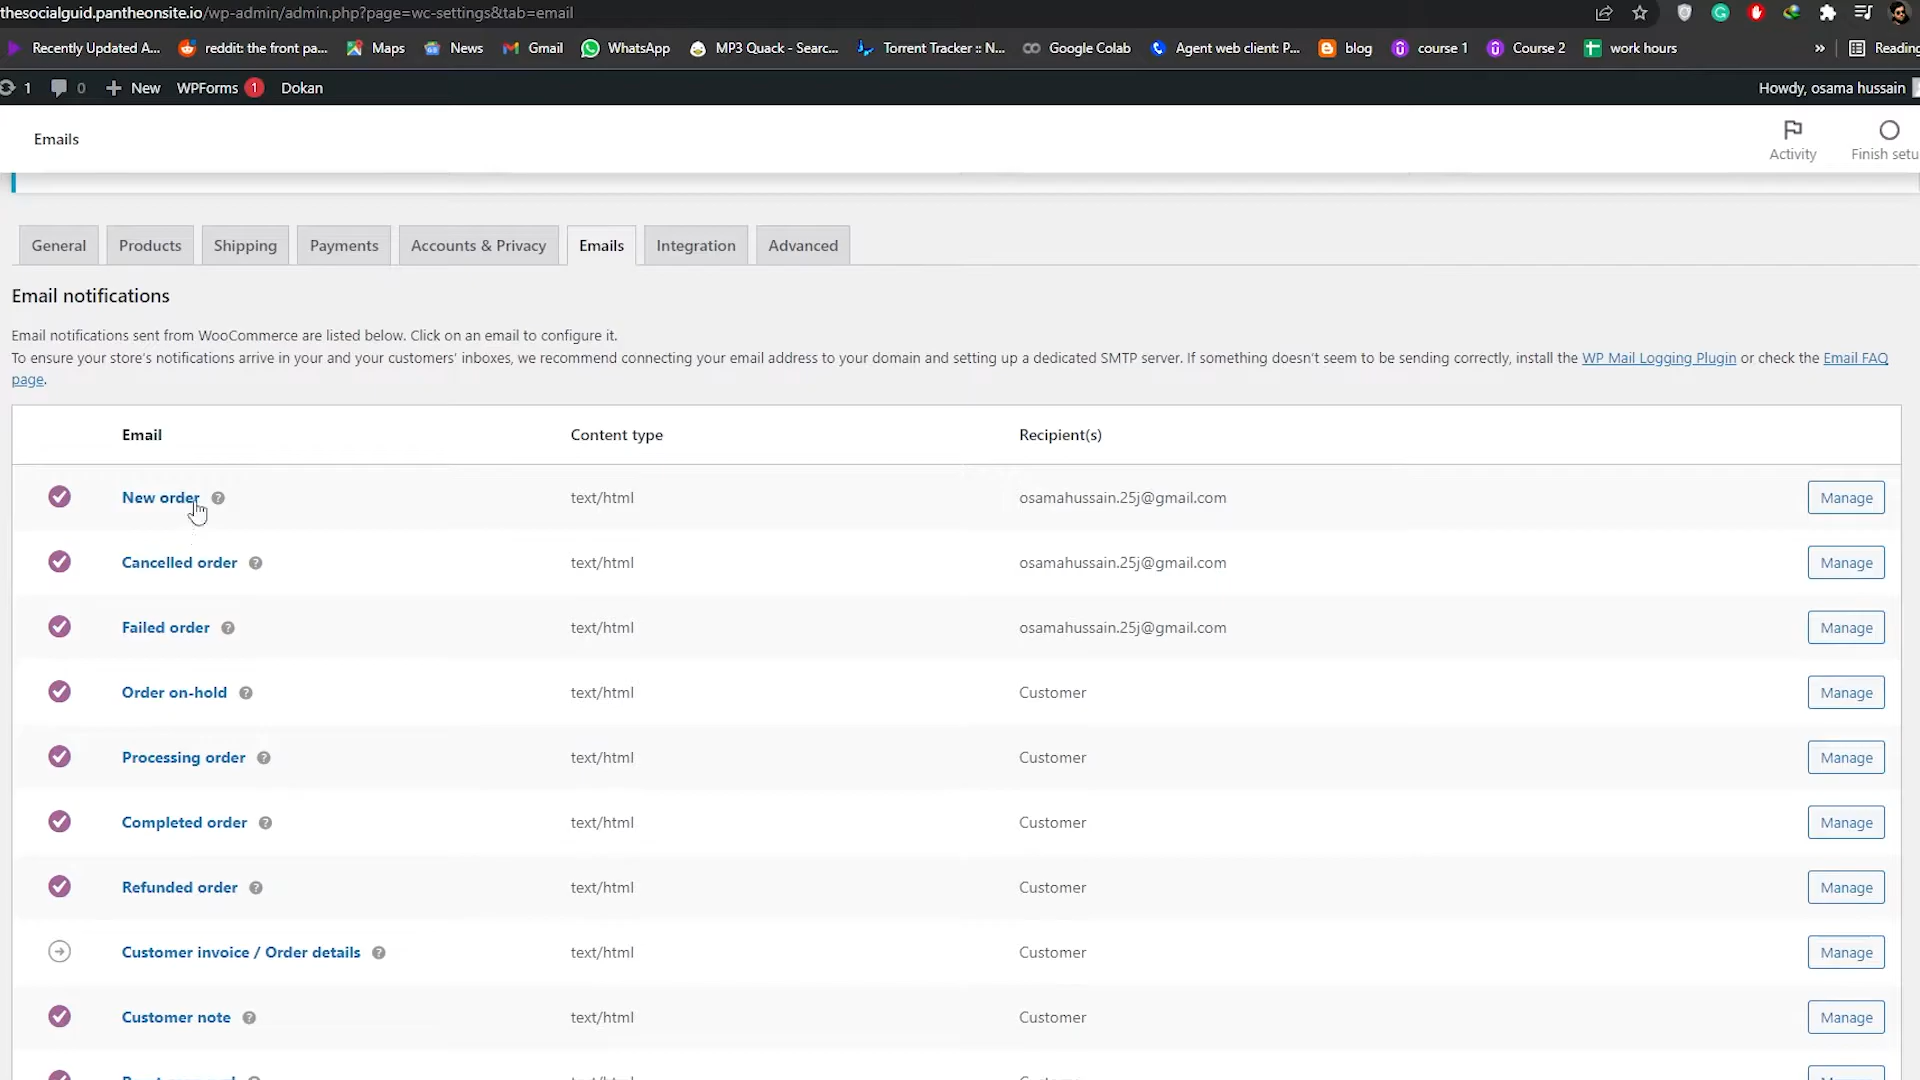 thesocialguid.pantheonsite.io/wp-admin/admin.php?page=wc-settings&tab=email
Recently Updated A... reddit: the front pa... Maps News Gmail WhatsApp MP3 Quack - Searc... Torrent Tracker :: N... Google Colab Agent web client: P... blog course 1 Course 2 work hours » Reading
1 0 New WPForms 1 Dokan Howdy, osama hussain
Emails
Activity Finish setu
General Products Shipping Payments Accounts & Privacy Emails Integration Advanced
Email notifications
Email notifications sent from WooCommerce are listed below. Click on an email to configure it.
To ensure your store's notifications arrive in your and your customers' inboxes, we recommend connecting your email address to your domain and setting up a dedicated SMTP server. If something doesn't seem to be sending correctly, install the WP Mail Logging Plugin or check the Email FAQ
page.
Email Content type Recipient(s)
New order ? text/html osamahussain.25j@gmail.com Manage
Cancelled order ? text/html osamahussain.25j@gmail.com Manage
Failed order ? text/html osamahussain.25j@gmail.com Manage
Order on-hold ? text/html Customer Manage
Processing order ? text/html Customer Manage
Completed order ? text/html Customer Manage
Refunded order ? text/html Customer Manage
Customer invoice / Order details ? text/html Customer Manage
Customer note ? text/html Customer Manage